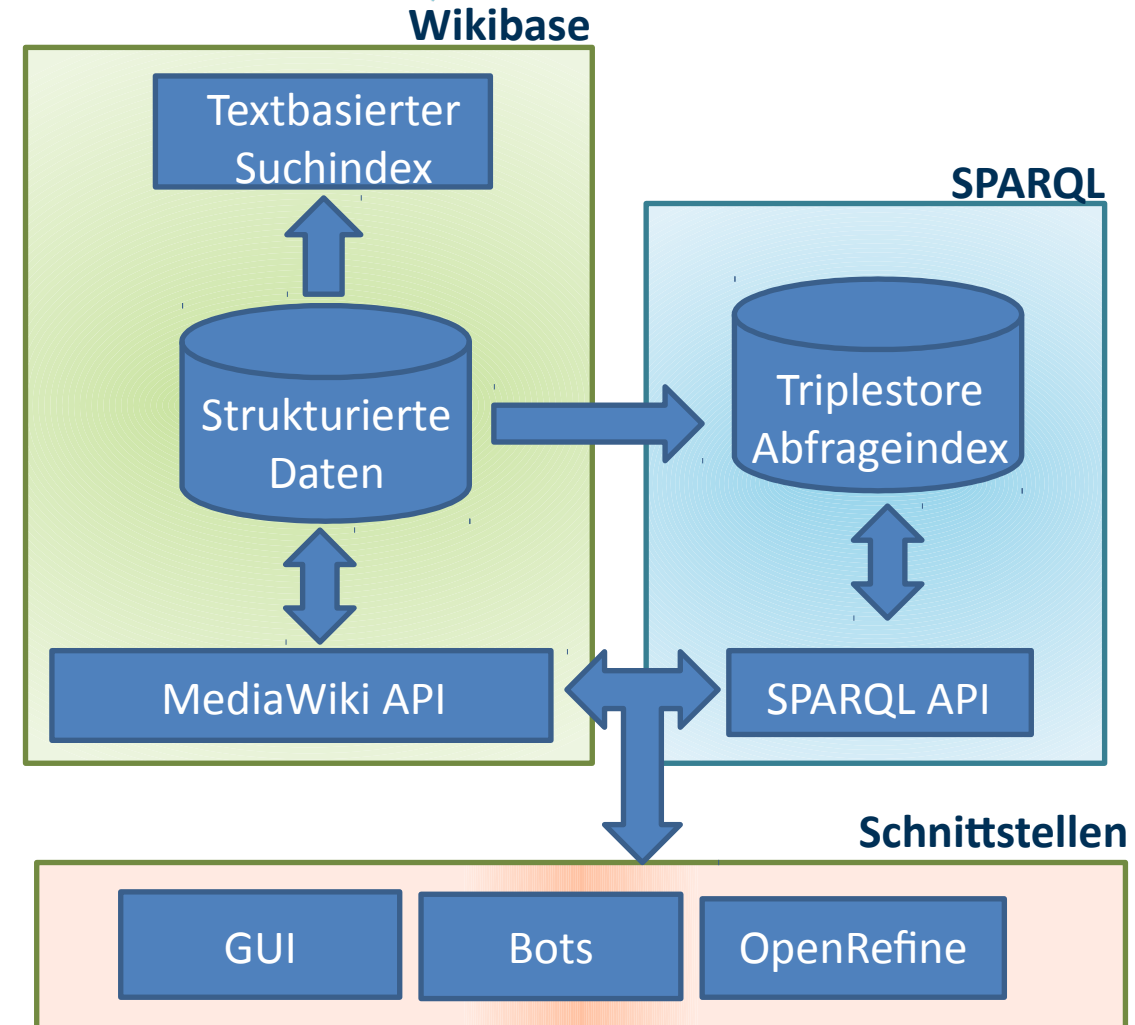 Wikibase
Textbasierter
Suchindex
SPARQL
Strukturierte
Daten
Triplestore
Abfrageindex
MediaWiki API
SPARQL API
Schnittstellen
GUI
Bots
OpenRefine